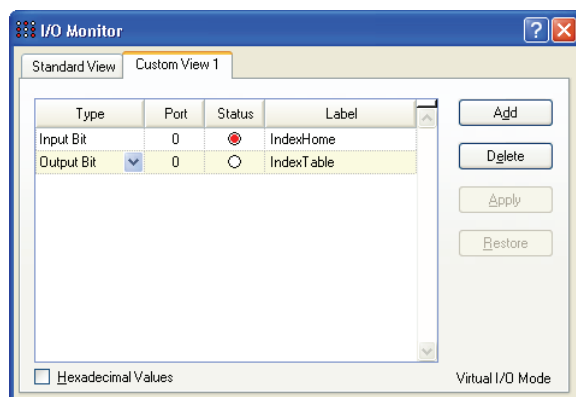 I/O Monitor
Standard View Custom View 1
Type Port Status Label
Input Bit 0 IndexHome
Output Bit 0 IndexTable
Add
Delete
Apply
Restore
Hexadecimal Values
Virtual I/O Mode